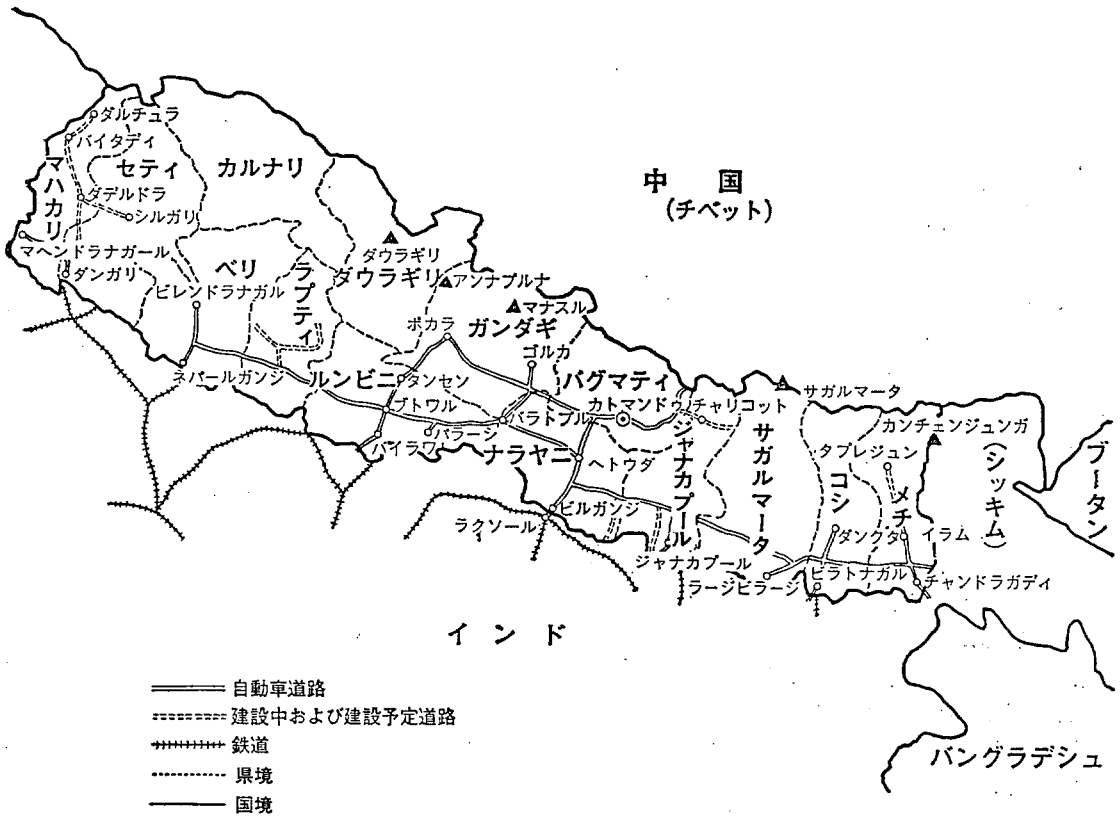 ダルチュラ
バイタディ
マハカリ
セティ
カルナリ
中国
(チベット)
ダデルドラ
シルガリ
マヘンドラナガール
ダンガリ
ベリ
ラプティ
ダウラギリ
ダウラギリ
アンナプルナ
ビレンドラナガル
マナスル
ポカラ
ガンダギ
ゴルカ
ネパールガンジ
ルンビニ
タンセン
バグマティ
サガルマータ
ブトワル
バラトプル
カトマンドゥ
チャリコット
カンチェンジュンガ
バイラワ
パラーシ
ナラヤニ
ヘトウダ
ジャナカプール
サガルマータ
コシ
タプレジュン
メチ
(シッキム)
ブータン
ラクソール
ビルガンジ
ダンクタ
イラム
ジャナカプール
ラージビラージ
ビラトナガル
チャンドラガディ
インド
自動車道路
建設中および建設予定道路
鉄道
県境
国境
バングラデシュ